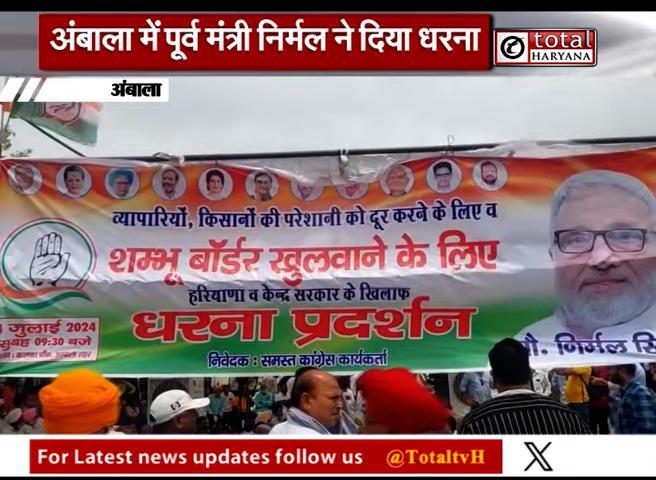 अंबाला में पूर्व मंत्री निर्मल ने दिया धरना
total
HARYANA
अंबाला
व्यापारियों, किसानों की परेशानी को दूर करने के लिए व
शम्भू बॉर्डर खुलवाने के लिए
हरियाणा व केन्द्र सरकार के खिलाफ
धरना प्रदर्शन
जुलाई 2024
सुबह 09:30 बजे
निवेदक : समस्त कांग्रेस कार्यकर्ता
चौ. निर्मल
For Latest news updates follow us @TotaltvH X